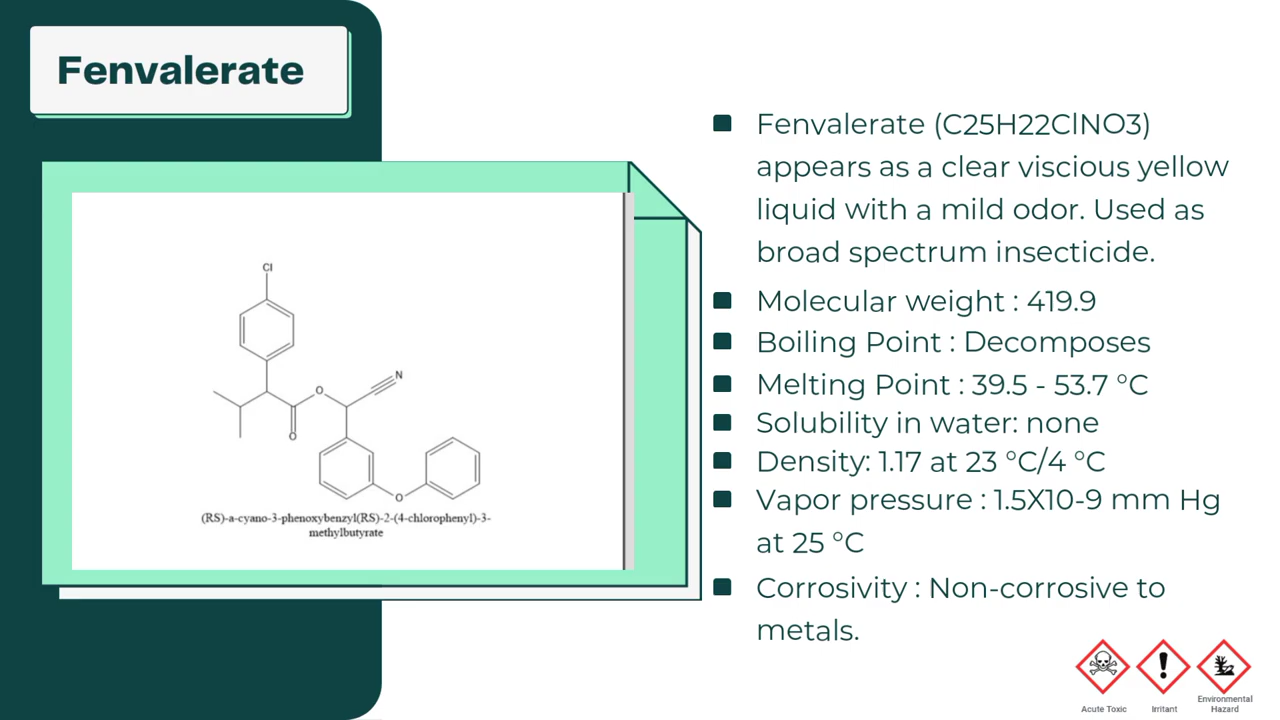 Fenvalerate
Cl
N
O
O
O
(RS)-a-cyano-3-phenoxybenzyl(RS)-2-(4-chlorophenyl)-3-
methylbutyrate
Fenvalerate (C25H22ClNO3)
appears as a clear viscious yellow
liquid with a mild odor. Used as
broad spectrum insecticide.
Molecular weight : 419.9
Boiling Point : Decomposes
Melting Point : 39.5 - 53.7 °C
Solubility in water: none
Density: 1.17 at 23 °C/4 °C
Vapor pressure : 1.5X10-9 mm Hg
at 25 °C
Corrosivity : Non-corrosive to
metals.
Acute Toxic
Irritant
Environmental
Hazard